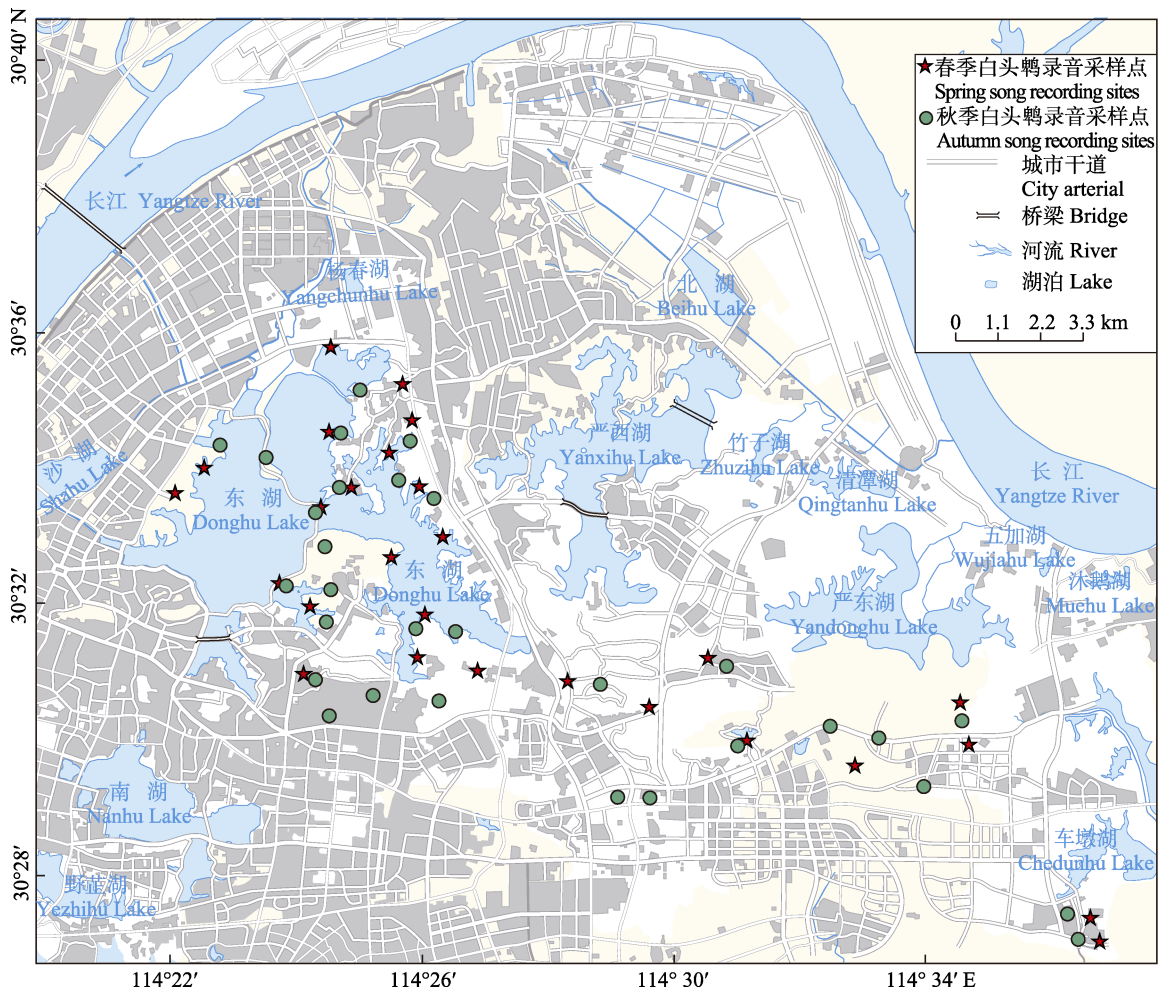 30°40′ N
30°36′
30°32′
30°28′
114°22′
114°26′
114°30′
114°34′ E
春季白头鹎录音采样点
Spring song recording sites
秋季白头鹎录音采样点
Autumn song recording sites
城市干道
City arterial
桥梁 Bridge
河流 River
湖泊 Lake
0 1.1 2.2 3.3 km
长江 Yangtze River
杨春湖
Yangchunhu Lake
北 湖
Beihu Lake
沙 湖
Shahu Lake
东 湖
Donghu Lake
严西湖
Yanxihu Lake
竹子湖
Zhuzihu Lake
清潭湖
Qingtanhu Lake
长 江
Yangtze River
五加湖
Wujiahu Lake
沐鹅湖
Muehu Lake
东 湖
Donghu Lake
严东湖
Yandonghu Lake
南 湖
Nanhu Lake
野芷湖
Yezhihu Lake
车墩湖
Chedunhu Lake